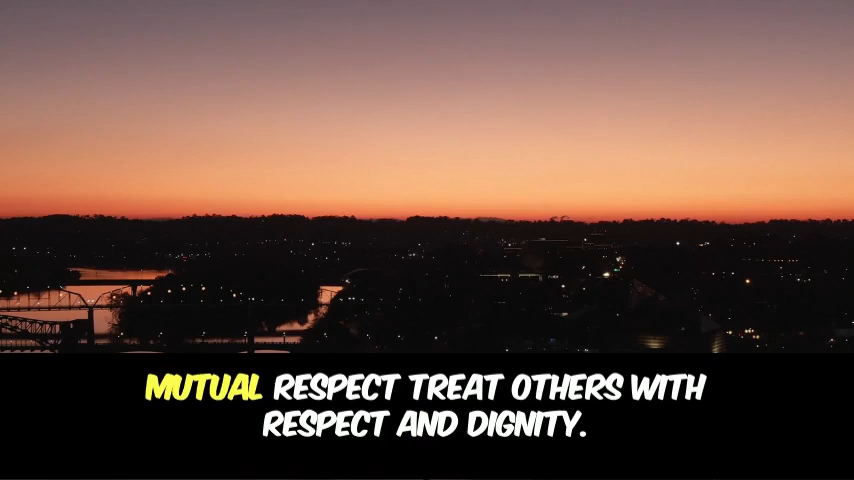 MUTUAL RESPECT TREAT OTHERS WITH
RESPECT AND DIGNITY.